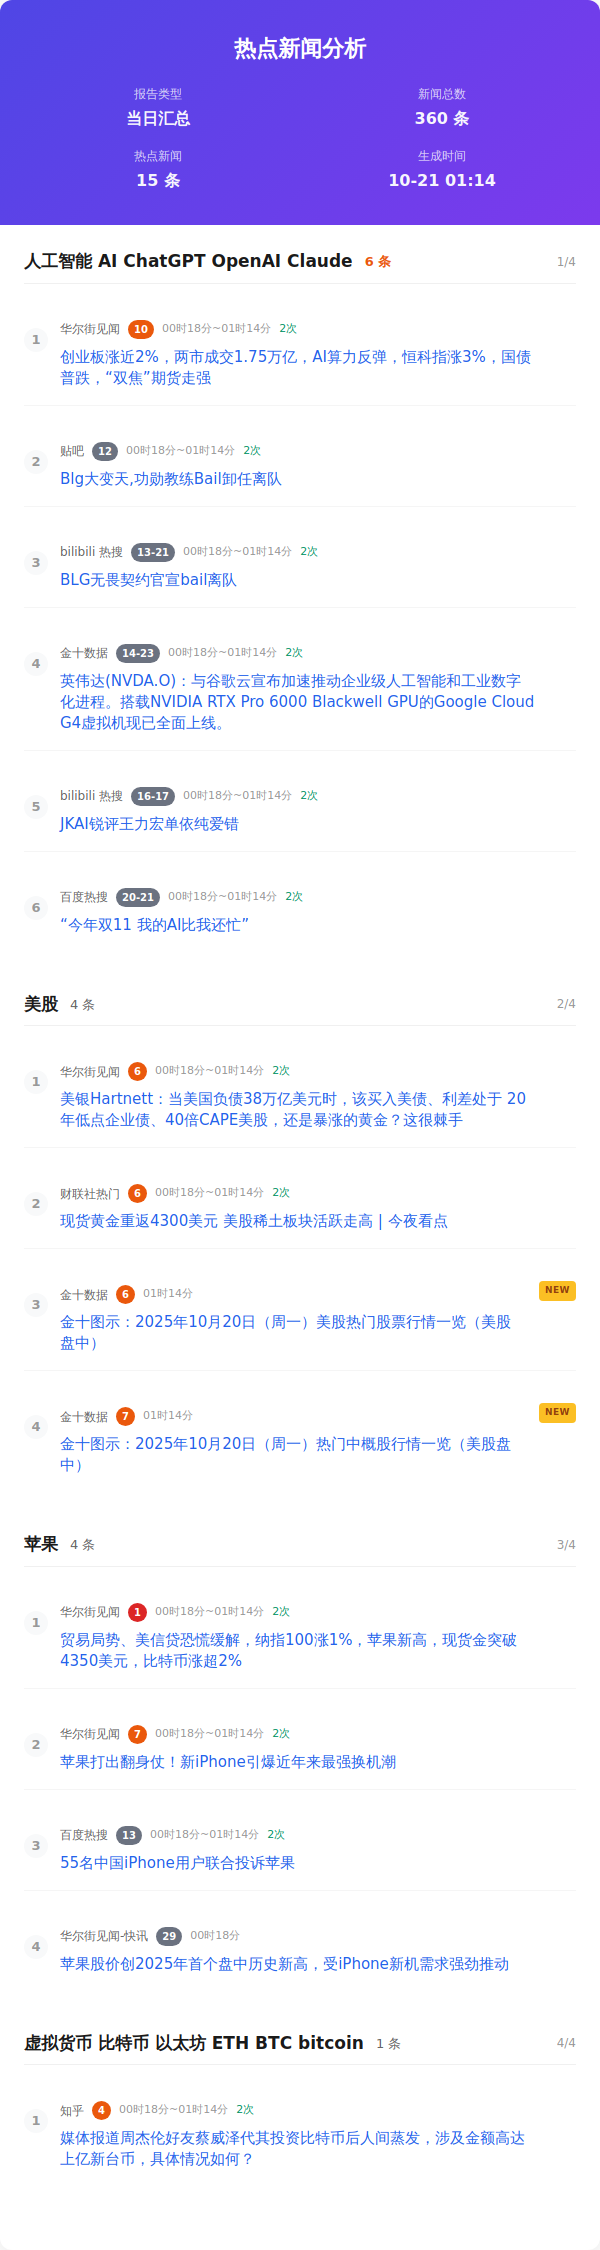 热点新闻分析
报告类型
新闻总数
当日汇总
360 条
热点新闻
生成时间
15 条
10-21 01:14
人工智能 AI ChatGPT OpenAI Claude 6 条 1/4
1
华尔街见闻 10 00时18分~01时14分 2次
创业板涨近2%，两市成交1.75万亿，AI算力反弹，恒科指涨3%，国债
普跌，“双焦”期货走强
2
贴吧 12 00时18分~01时14分 2次
Blg大变天,功勋教练Bail卸任离队
3
bilibili 热搜 13-21 00时18分~01时14分 2次
BLG无畏契约官宣bail离队
4
金十数据 14-23 00时18分~01时14分 2次
英伟达(NVDA.O)：与谷歌云宣布加速推动企业级人工智能和工业数字
化进程。搭载NVIDIA RTX Pro 6000 Blackwell GPU的Google Cloud
G4虚拟机现已全面上线。
5
bilibili 热搜 16-17 00时18分~01时14分 2次
JKAI锐评王力宏单依纯爱错
6
百度热搜 20-21 00时18分~01时14分 2次
“今年双11 我的AI比我还忙”
美股 4 条 2/4
1
华尔街见闻 6 00时18分~01时14分 2次
美银Hartnett：当美国负债38万亿美元时，该买入美债、利差处于 20
年低点企业债、40倍CAPE美股，还是暴涨的黄金？这很棘手
2
财联社热门 6 00时18分~01时14分 2次
现货黄金重返4300美元 美股稀土板块活跃走高 | 今夜看点
3
金十数据 6 01时14分 NEW
金十图示：2025年10月20日（周一）美股热门股票行情一览（美股
盘中）
4
金十数据 7 01时14分 NEW
金十图示：2025年10月20日（周一）热门中概股行情一览（美股盘
中）
苹果 4 条 3/4
1
华尔街见闻 1 00时18分~01时14分 2次
贸易局势、美信贷恐慌缓解，纳指100涨1%，苹果新高，现货金突破
4350美元，比特币涨超2%
2
华尔街见闻 7 00时18分~01时14分 2次
苹果打出翻身仗！新iPhone引爆近年来最强换机潮
3
百度热搜 13 00时18分~01时14分 2次
55名中国iPhone用户联合投诉苹果
4
华尔街见闻-快讯 29 00时18分
苹果股价创2025年首个盘中历史新高，受iPhone新机需求强劲推动
虚拟货币 比特币 以太坊 ETH BTC bitcoin 1 条 4/4
1
知乎 4 00时18分~01时14分 2次
媒体报道周杰伦好友蔡威泽代其投资比特币后人间蒸发，涉及金额高达
上亿新台币，具体情况如何？